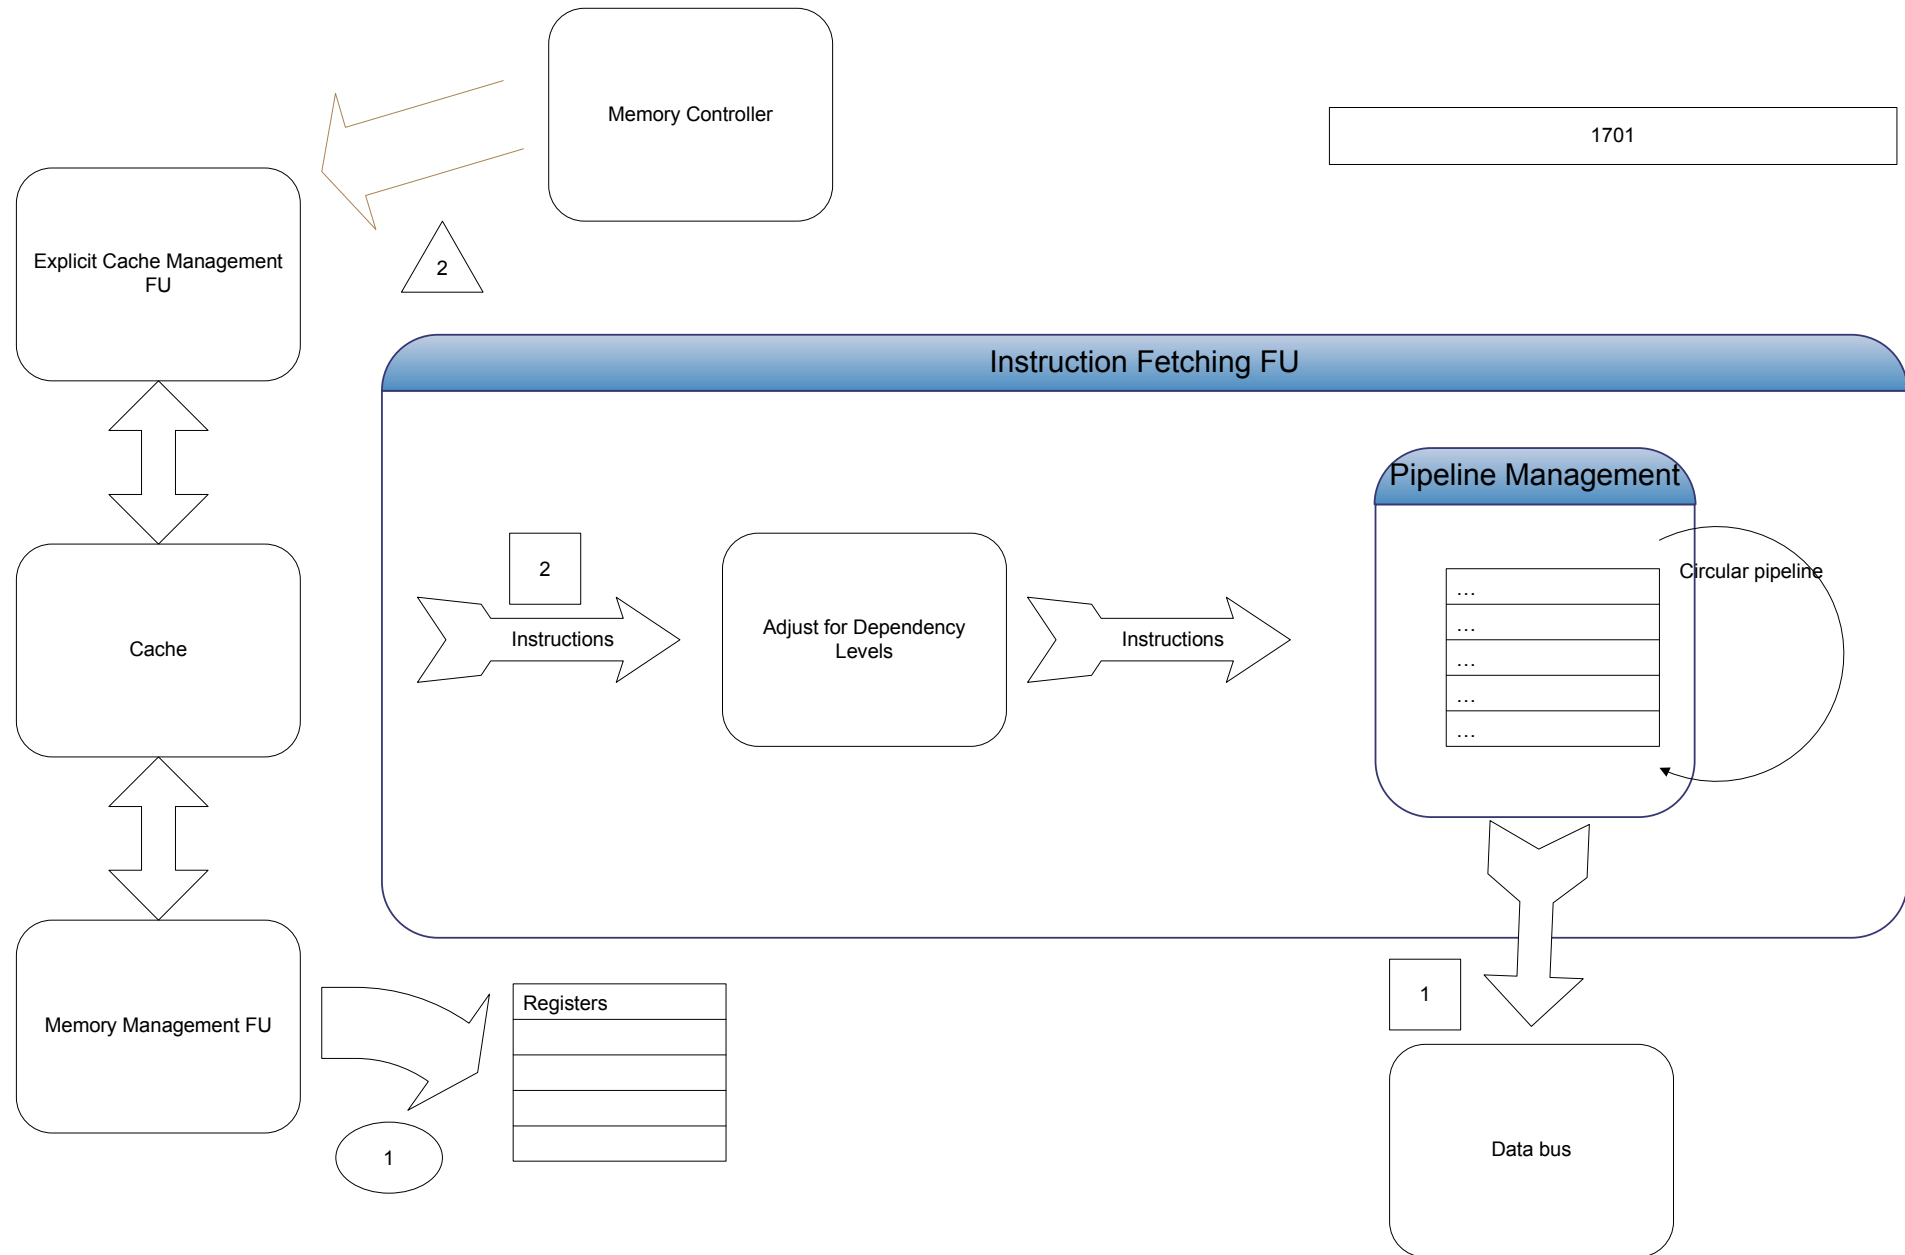 Memory Controller
1701
Explicit Cache Management
FU
2
Instruction Fetching FU
Pipeline Management
2
Circular pipeline
...
Instructions
Adjust for Dependency
Levels
Instructions
...
...
...
...
Cache
Memory Management FU
Registers
1
1
Data bus